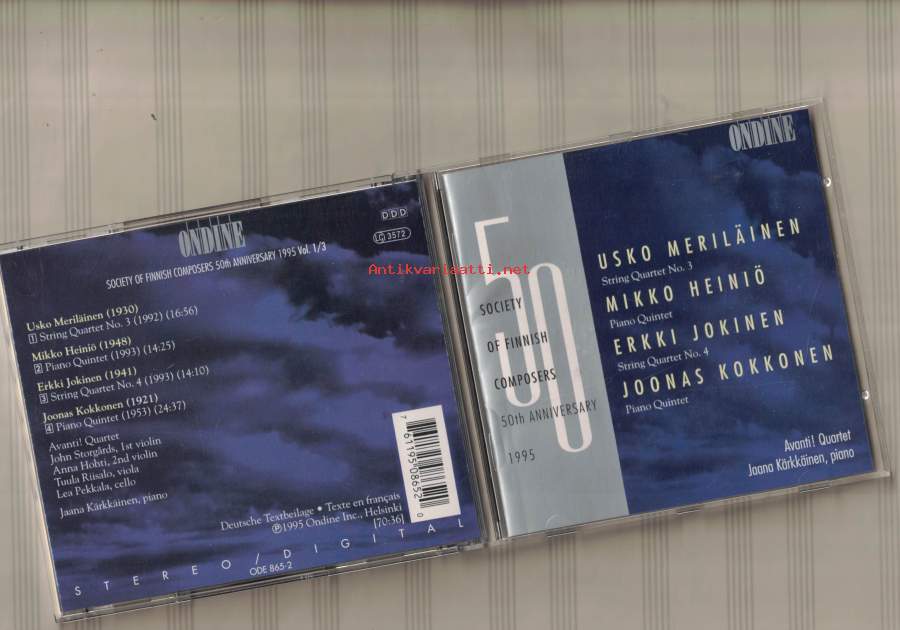 ONDINE
DDD
LC 3572
SOCIETY OF FINNISH COMPOSERS 50th ANNIVERSARY 1995 Vol. 1/3
Usko Meriläinen (1930)
1 String Quartet No. 3 (1992) (16:56)
Mikko Heiniö (1948)
2 Piano Quintet (1993) (14:25)
Erkki Jokinen (1941)
3 String Quartet No. 4 (1993) (14:10)
Joonas Kokkonen (1921)
4 Piano Quintet (1953) (24:37)
Avanti! Quartet
John Storgårds, 1st violin
Anna Hohti, 2nd violin
Tuula Riisalo, viola
Lea Pekkala, cello
Jaana Kärkkäinen, piano
7 61195 08652 0
Deutsche Textbeilage • Texte en français
℗1995 Ondine Inc., Helsinki
[70:36]
STEREO/DIGITAL
ODE 865-2
Antikvariaatti.net
ONDINE
50
SOCIETY
OF FINNISH
COMPOSERS
50th ANNIVERSARY
1995
USKO MERILÄINEN
String Quartet No. 3
MIKKO HEINIÖ
Piano Quintet
ERKKI JOKINEN
String Quartet No. 4
JOONAS KOKKONEN
Piano Quintet
Avanti! Quartet
Jaana Kärkkäinen, piano